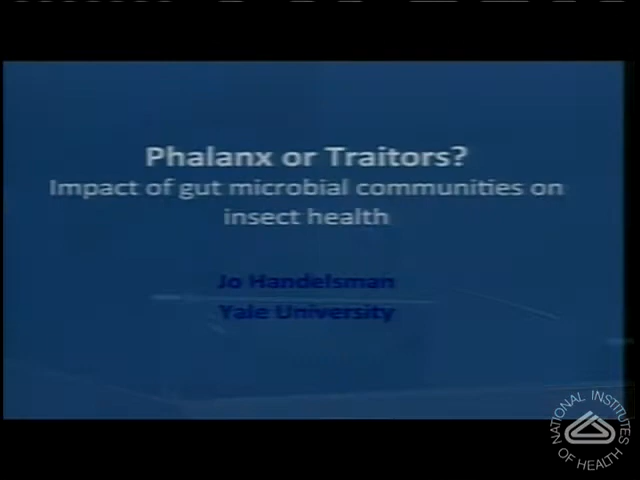 Phalanx or Traitors?
Impact of gut microbial communities on
insect health
Jo Handelsman
Yale University
NATIONAL INSTITUTES
OF HEALTH